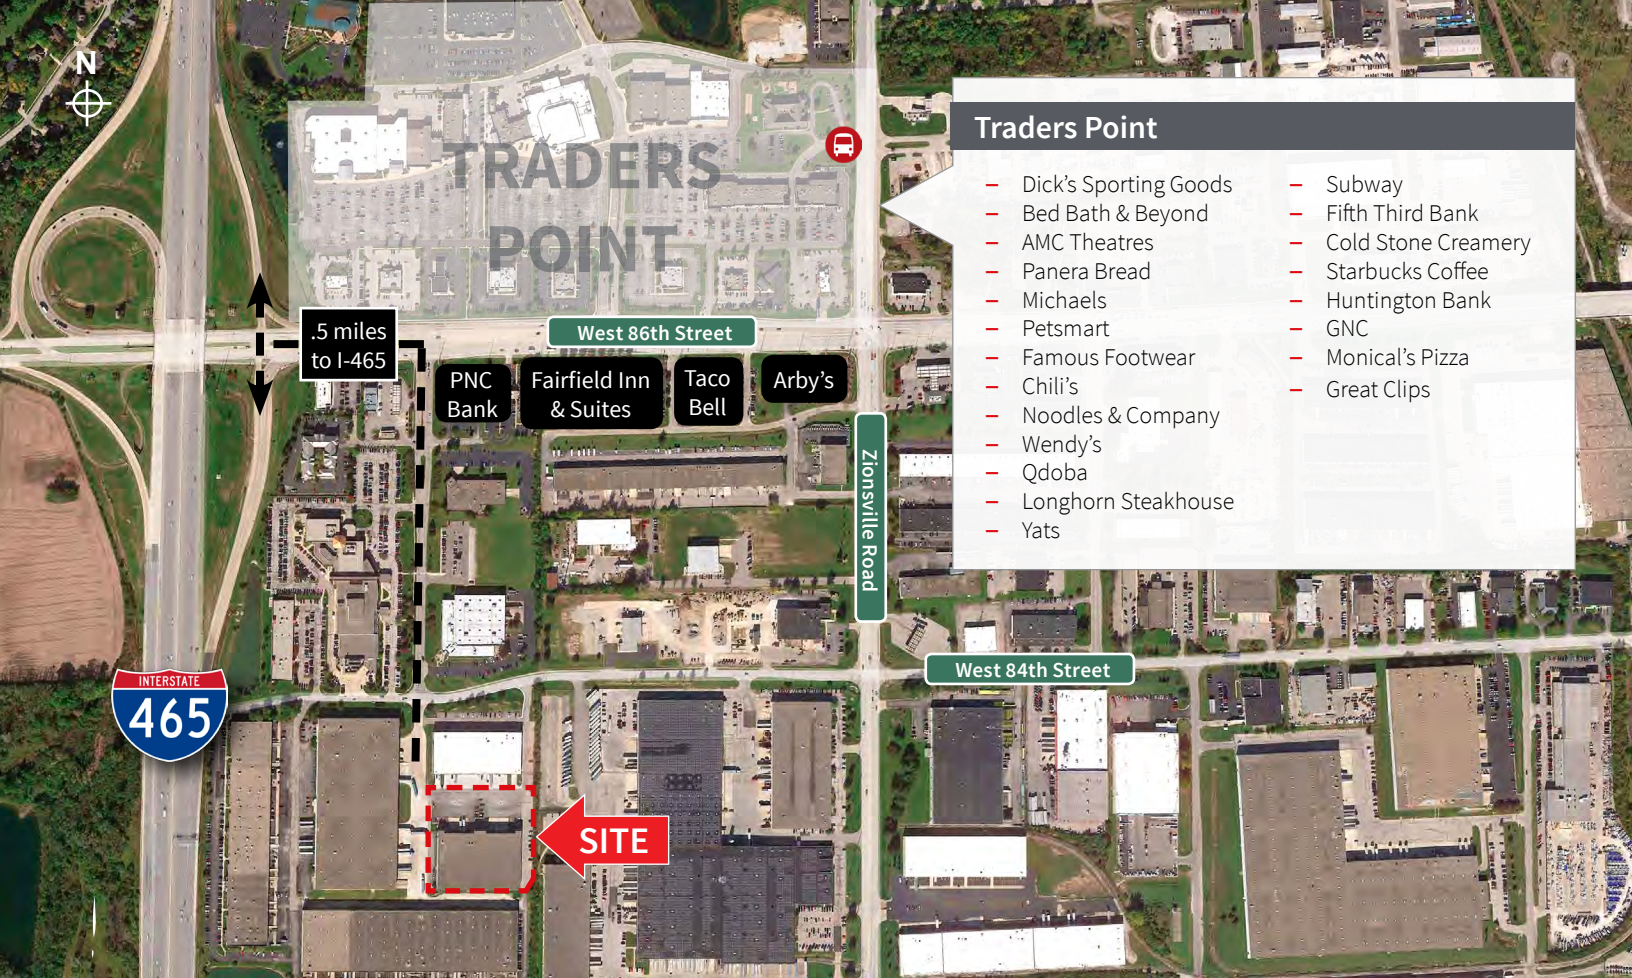 N
TRADERS
POINT
Traders Point
– Dick's Sporting Goods
– Bed Bath & Beyond
– AMC Theatres
– Panera Bread
– Michaels
– Petsmart
– Famous Footwear
– Chili's
– Noodles & Company
– Wendy's
– Qdoba
– Longhorn Steakhouse
– Yats
– Subway
– Fifth Third Bank
– Cold Stone Creamery
– Starbucks Coffee
– Huntington Bank
– GNC
– Monical's Pizza
– Great Clips
.5 miles
to I-465
West 86th Street
PNC
Bank
Fairfield Inn
& Suites
Taco
Bell
Arby's
Zionsville Road
West 84th Street
INTERSTATE
465
SITE